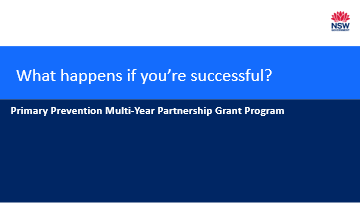 NSW
What happens if you're successful?
Primary Prevention Multi-Year Partnership Grant Program